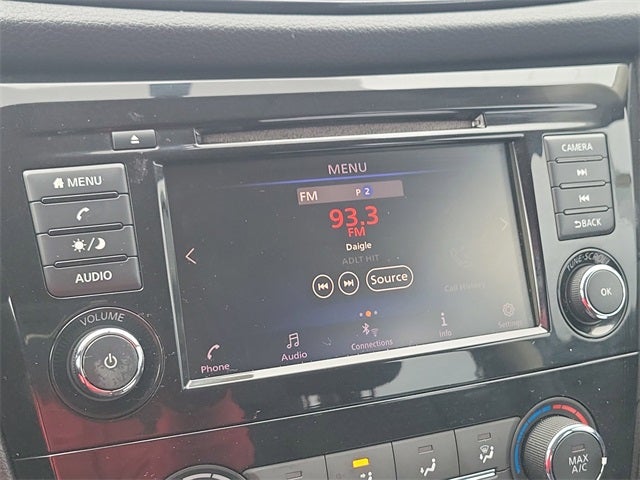 MENU
AUDIO
VOLUME
MENU
FM P 2
93.3
FM
Daigle
ADLT HIT
Source
Call History
Phone
Audio
Connections
Info
Settings
CAMERA
BACK
TUNE·SCROLL
OK
MAX
A/C